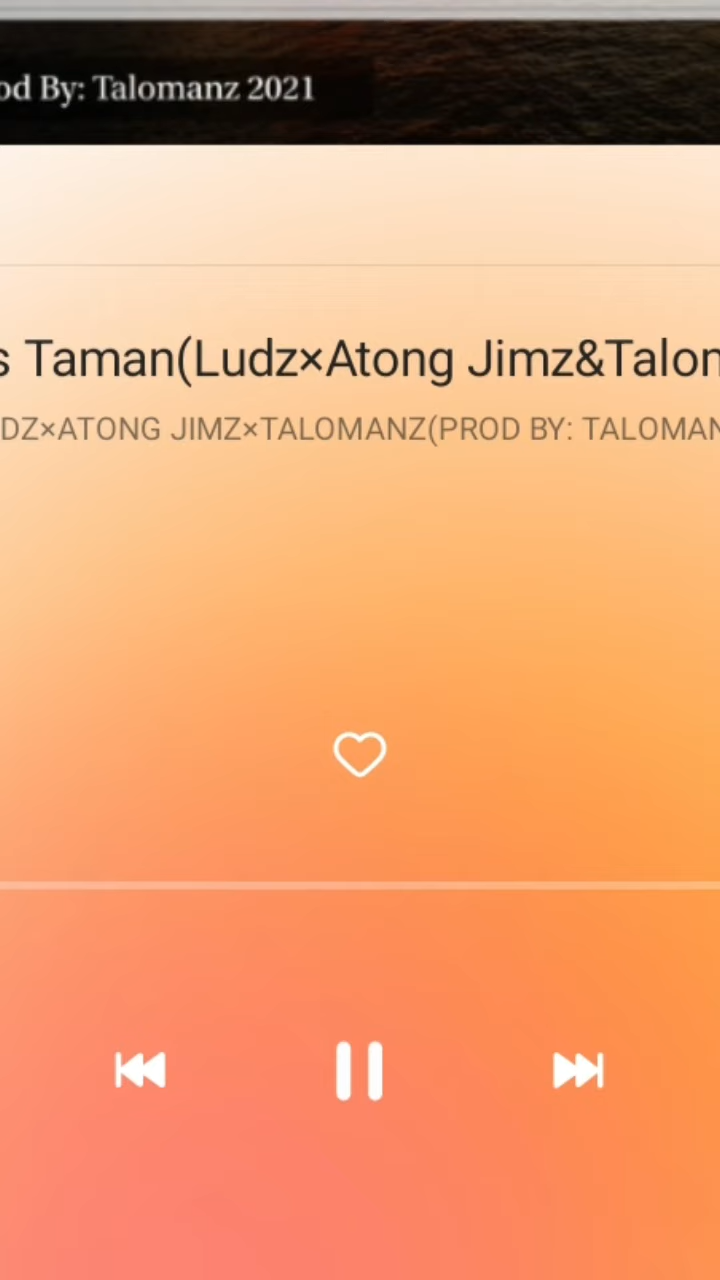 od By: Talomanz 2021
s Taman(Ludz×Atong Jimz&Talon
DZ×ATONG JIMZ×TALOMANZ(PROD BY: TALOMAN